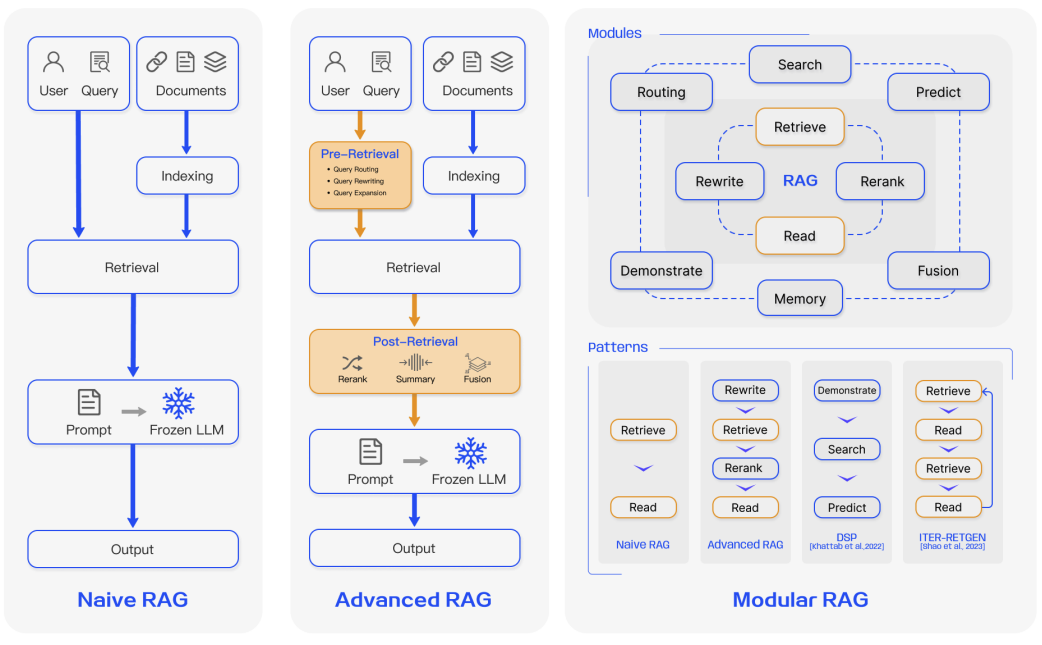 User Query
Documents
Indexing
Retrieval
Prompt
Frozen LLM
Output
Naive RAG
User Query
Documents
Pre-Retrieval
• Query Routing
• Query Rewriting
• Query Expansion
Indexing
Retrieval
Post-Retrieval
Rerank
Summary
Fusion
Prompt
Frozen LLM
Output
Advanced RAG
Modules
Search
Routing
Predict
Retrieve
Rewrite
RAG
Rerank
Read
Demonstrate
Fusion
Memory
Patterns
Retrieve
Read
Naive RAG
Rewrite
Retrieve
Rerank
Read
Advanced RAG
Demonstrate
Search
Predict
DSP
[Khattab et al.,2022]
Retrieve
Read
Retrieve
Read
ITER-RETGEN
[Shao et al., 2023]
Modular RAG